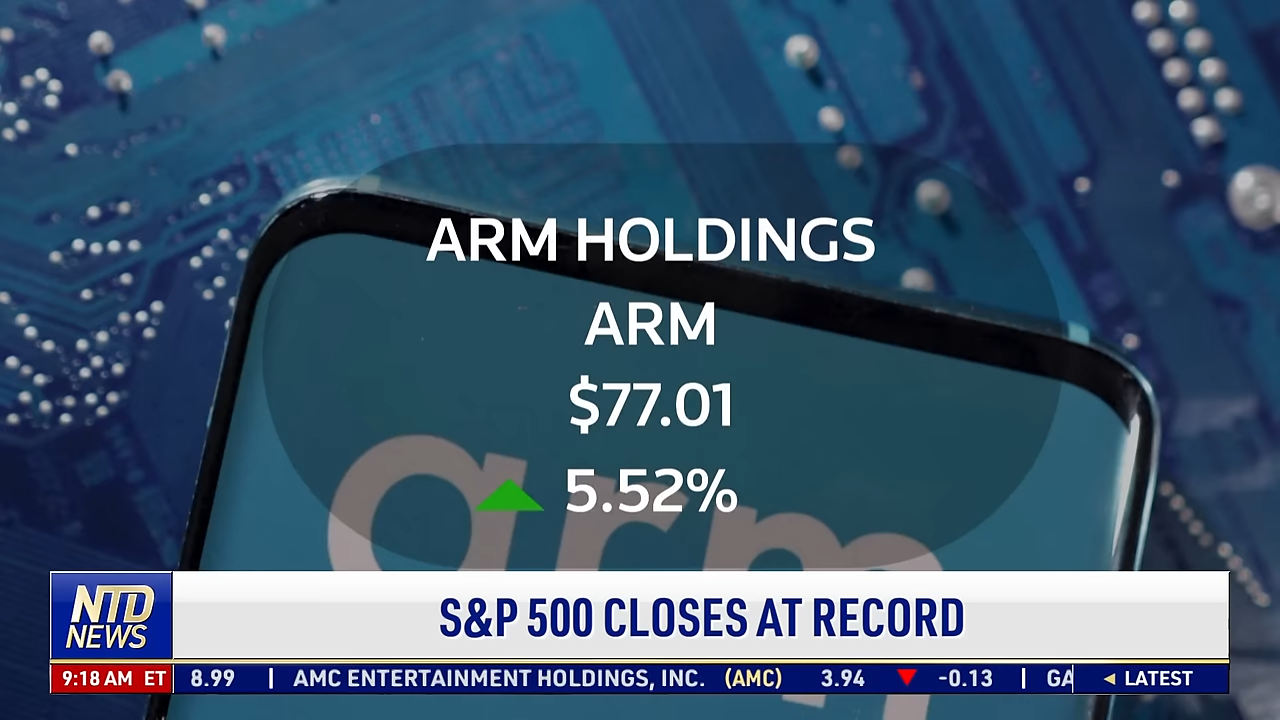 ARM HOLDINGS
ARM
$77.01
5.52%
arm
NTD
NEWS
S&P 500 CLOSES AT RECORD
9:18 AM ET 8.99 | AMC ENTERTAINMENT HOLDINGS, INC. (AMC) 3.94 ▼ -0.13 | GA ◄ LATEST